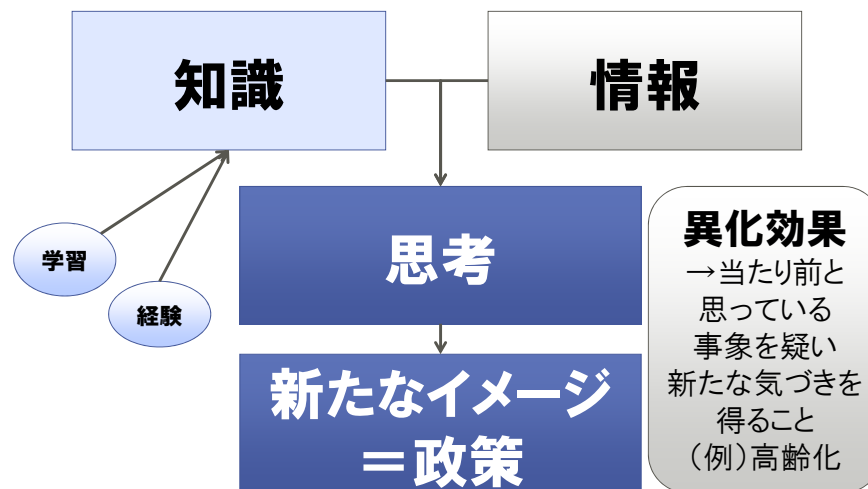 知識
情報
学習
経験
思考
新たなイメージ
＝政策
異化効果
→当たり前と
思っている
事象を疑い
新たな気づきを
得ること
（例）高齢化